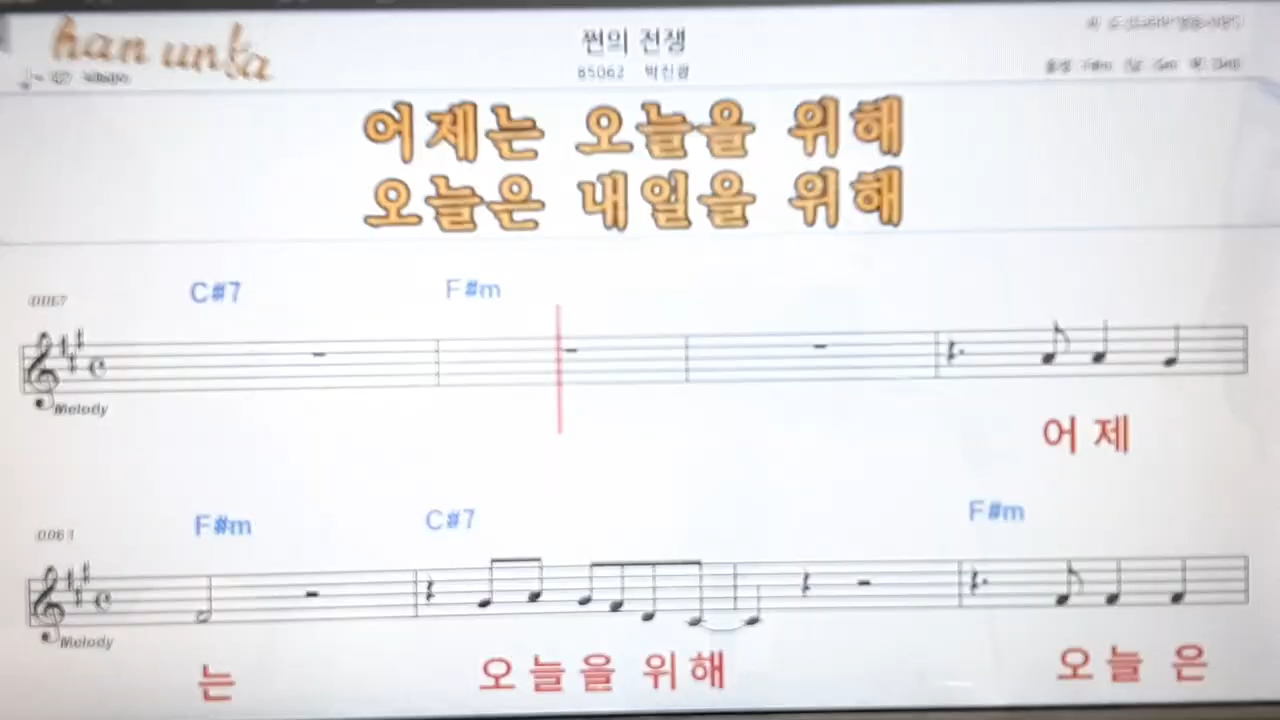 han unka
쩐의 전쟁
85062 박진광
어제는 오늘을 위해
오늘은 내일을 위해
C#7 F#m
Melody
어 제
F#m C#7 F#m
Melody
는 오 늘 을 위 해 오 늘 은